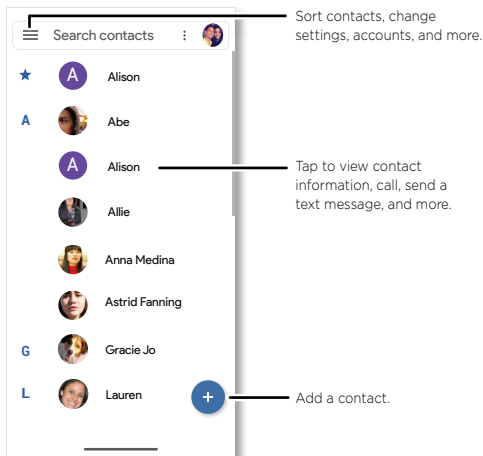 Sort contacts, change
settings, accounts, and more.
Search contacts
A Alison
A Abe
A Alison
Tap to view contact
information, call, send a
text message, and more.
Allie
Anna Medina
Astrid Fanning
G Gracie Jo
L Lauren
+
Add a contact.